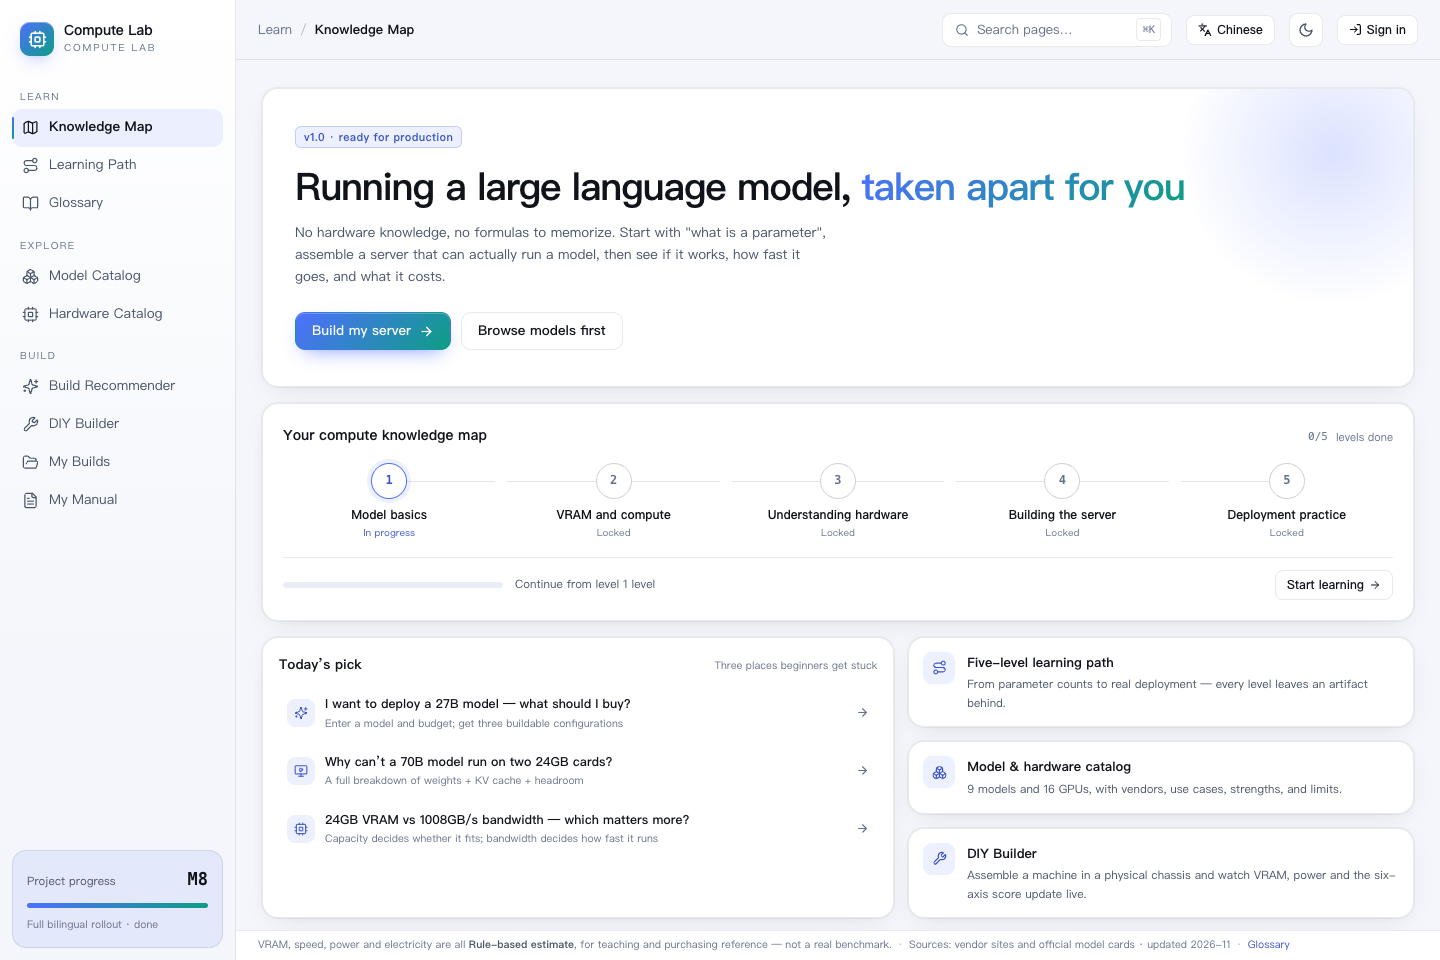 Compute Lab
COMPUTE LAB
LEARN
Knowledge Map
Learning Path
Glossary
EXPLORE
Model Catalog
Hardware Catalog
BUILD
Build Recommender
DIY Builder
My Builds
My Manual
Project progress M8
Full bilingual rollout · done
Learn / Knowledge Map
Search pages... ⌘K
Chinese
Sign in
v1.0 · ready for production
Running a large language model, taken apart for you
No hardware knowledge, no formulas to memorize. Start with "what is a parameter",
assemble a server that can actually run a model, then see if it works, how fast it
goes, and what it costs.
Build my server →
Browse models first
Your compute knowledge map
0/5 levels done
1 2 3 4 5
Model basics VRAM and compute Understanding hardware Building the server Deployment practice
In progress Locked Locked Locked Locked
Continue from level 1 level
Start learning →
Today's pick
Three places beginners get stuck
I want to deploy a 27B model — what should I buy?
Enter a model and budget; get three buildable configurations
Why can't a 70B model run on two 24GB cards?
A full breakdown of weights + KV cache + headroom
24GB VRAM vs 1008GB/s bandwidth — which matters more?
Capacity decides whether it fits; bandwidth decides how fast it runs
Five-level learning path
From parameter counts to real deployment — every level leaves an artifact
behind.
Model & hardware catalog
9 models and 16 GPUs, with vendors, use cases, strengths, and limits.
DIY Builder
Assemble a machine in a physical chassis and watch VRAM, power and the six-
axis score update live.
VRAM, speed, power and electricity are all Rule-based estimate, for teaching and purchasing reference — not a real benchmark. · Sources: vendor sites and official model cards · updated 2026-11 · Glossary